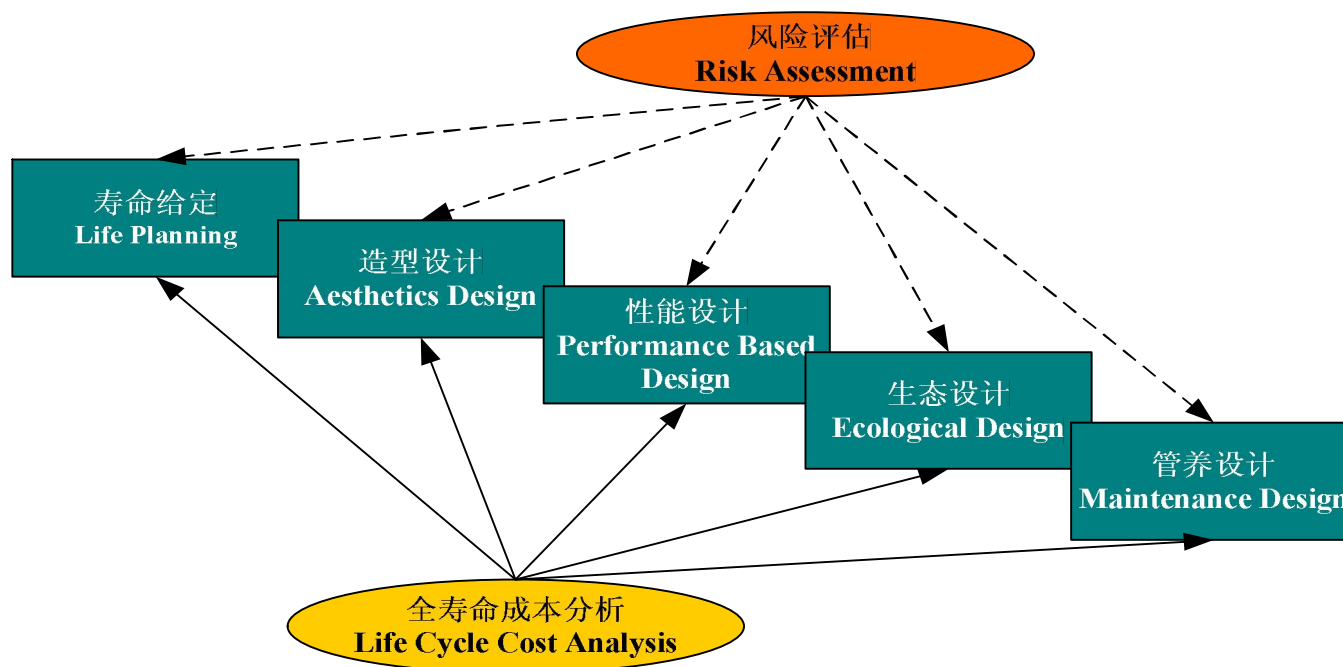 风险评估
Risk Assessment
寿命给定
Life Planning
造型设计
Aesthetics Design
性能设计
Performance Based
Design
生态设计
Ecological Design
管养设计
Maintenance Design
全寿命成本分析
Life Cycle Cost Analysis